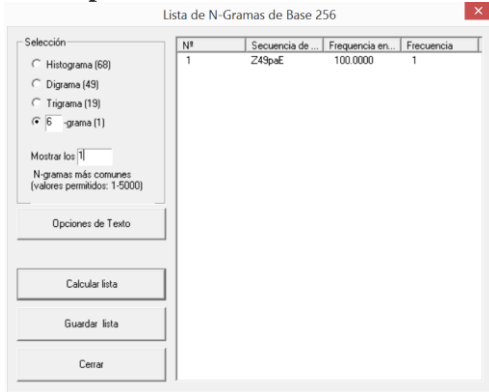 Lista de N-Gramas de Base 256
Selección
Histograma (68)
Digrama (49)
Trigrama (19)
6 -grama (1)
Mostrar los 1
N-gramas más comunes
(valores permitidos: 1-5000)
Opciones de Texto
Calcular lista
Guardar lista
Cerrar
Nº Secuencia de ... Frequencia en... Frecuencia
1 Z49paE 100.0000 1